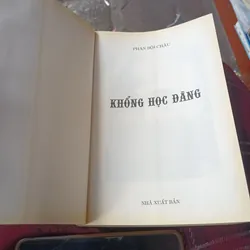 PHAN BỘI CHÂU
KHỔNG HỌC ĐĂNG
NHÀ XUẤT BẢN